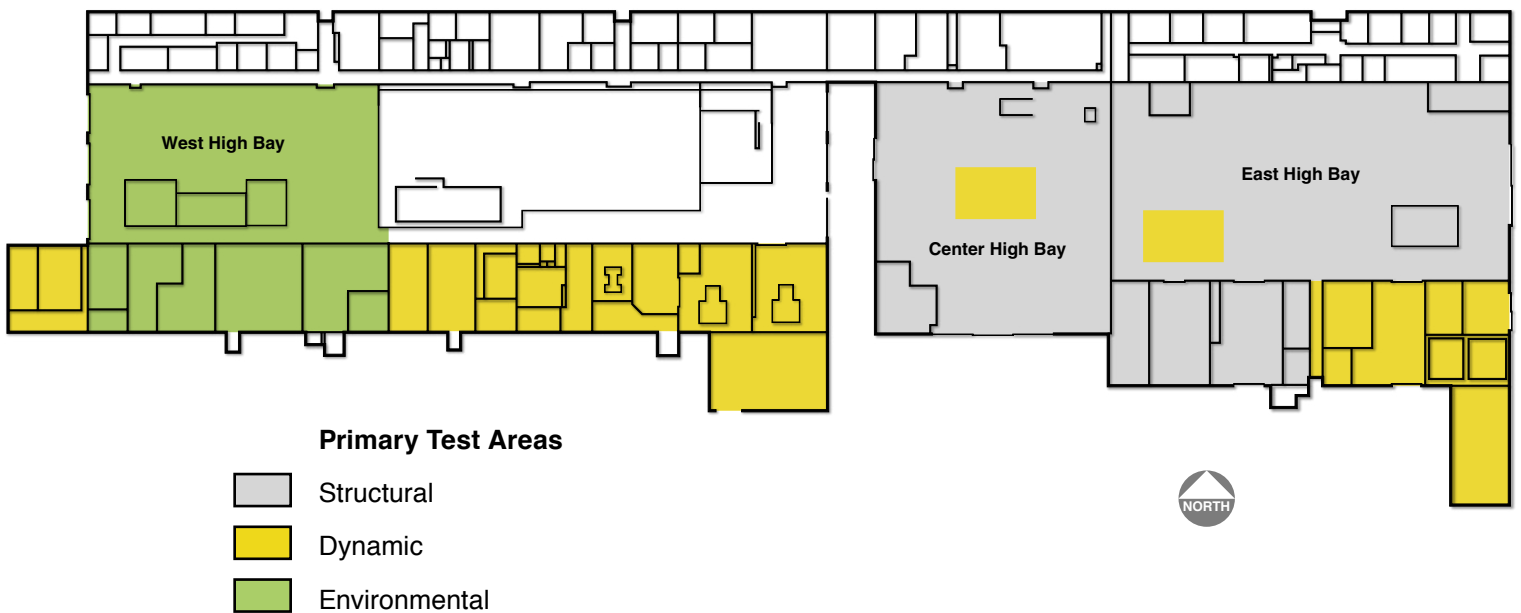 West High Bay
East High Bay
Center High Bay
Primary Test Areas
Structural
NORTH
Dynamic
Environmental